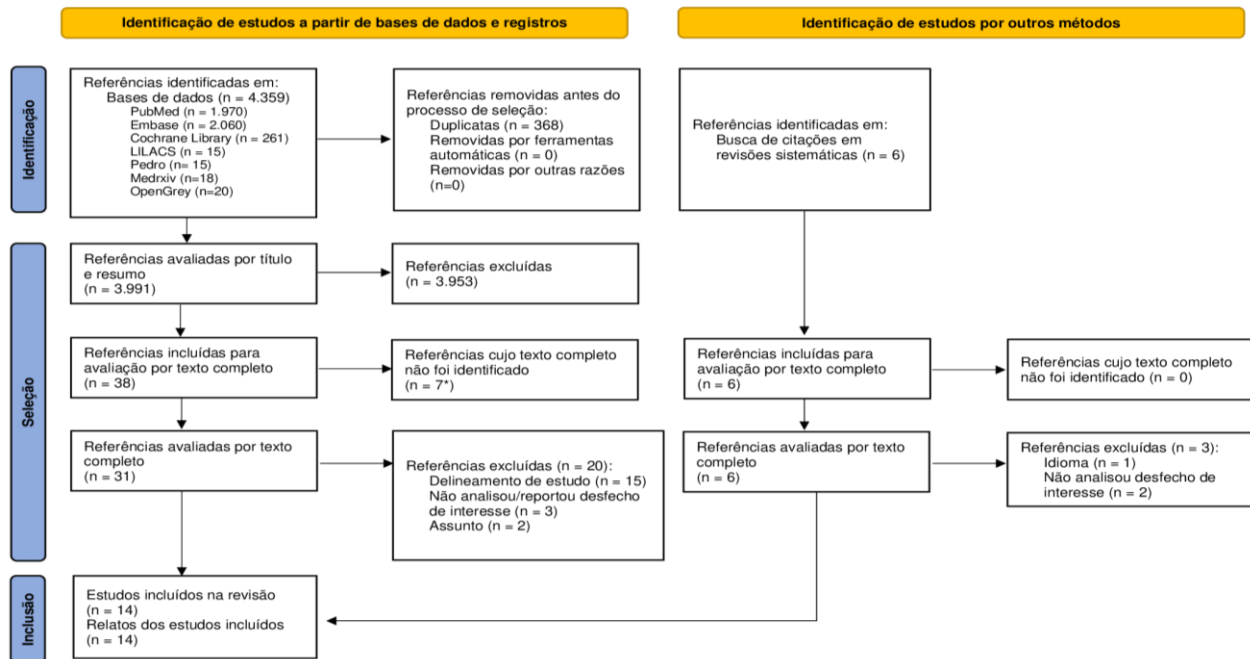 Identificação de estudos a partir de bases de dados e registros
Identificação de estudos por outros métodos
Identificação
Referências identificadas em:
Bases de dados (n = 4.359)
PubMed (n = 1.970)
Embase (n = 2.060)
Cochrane Library (n = 261)
LILACS (n = 15)
Pedro (n= 15)
Medrxiv (n=18)
OpenGrey (n=20)
Referências removidas antes do
processo de seleção:
Duplicatas (n = 368)
Removidas por ferramentas
automáticas (n = 0)
Removidas por outras razões
(n=0)
Referências identificadas em:
Busca de citações em
revisões sistemáticas (n = 6)
Seleção
Referências avaliadas por título
e resumo
(n = 3.991)
Referências excluídas
(n = 3.953)
Referências incluídas para
avaliação por texto completo
(n = 38)
Referências cujo texto completo
não foi identificado
(n = 7*)
Referências incluídas para
avaliação por texto completo
(n = 6)
Referências cujo texto completo
não foi identificado (n = 0)
Referências avaliadas por texto
completo
(n = 31)
Referências excluídas (n = 20):
Delineamento de estudo (n = 15)
Não analisou/reportou desfecho
de interesse (n = 3)
Assunto (n = 2)
Referências avaliadas por texto
completo
(n = 6)
Referências excluídas (n = 3):
Idioma (n = 1)
Não analisou desfecho de
interesse (n = 2)
Inclusão
Estudos incluídos na revisão
(n = 14)
Relatos dos estudos incluídos
(n = 14)